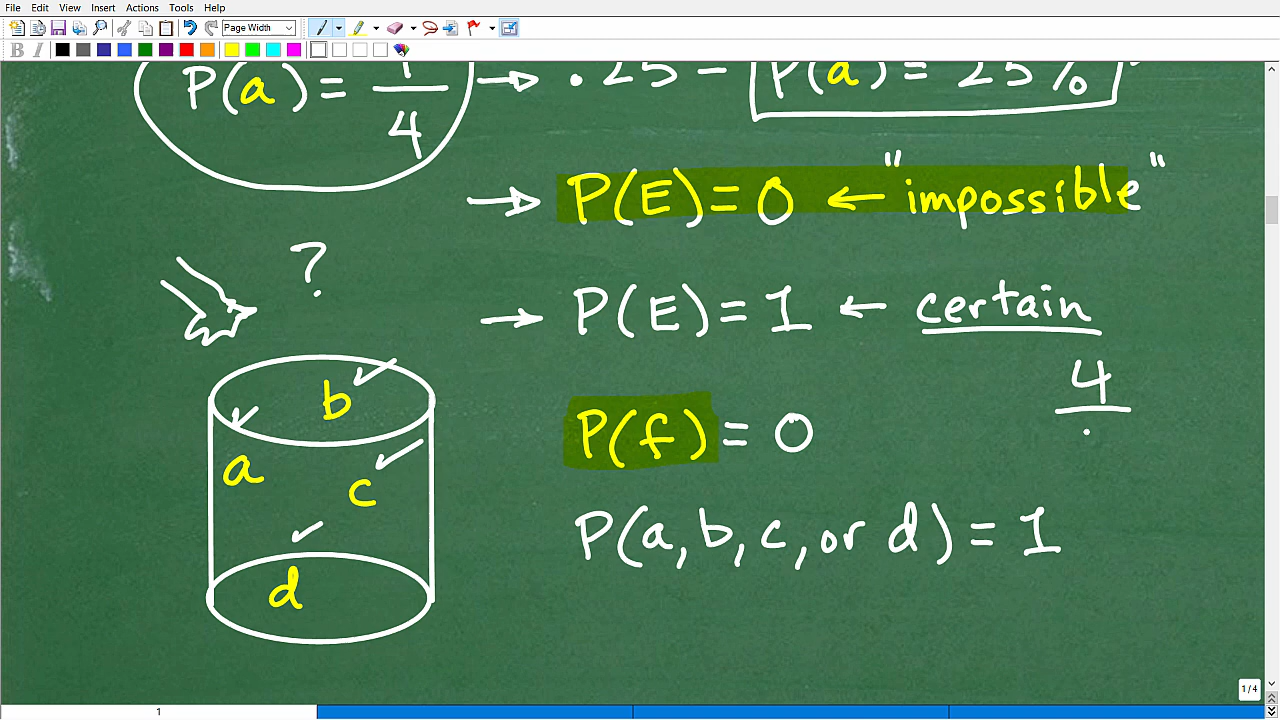 File Edit View Insert Actions Tools Help
Page Width
B I
P(a) = 1/4 → .25 - P(a) = 25%
→ P(E) = 0 ← "impossible"
?
→ P(E) = 1 ← certain
4
b
P(f) = 0
a
c
P(a, b, c, or d) = 1
d
1/4
1